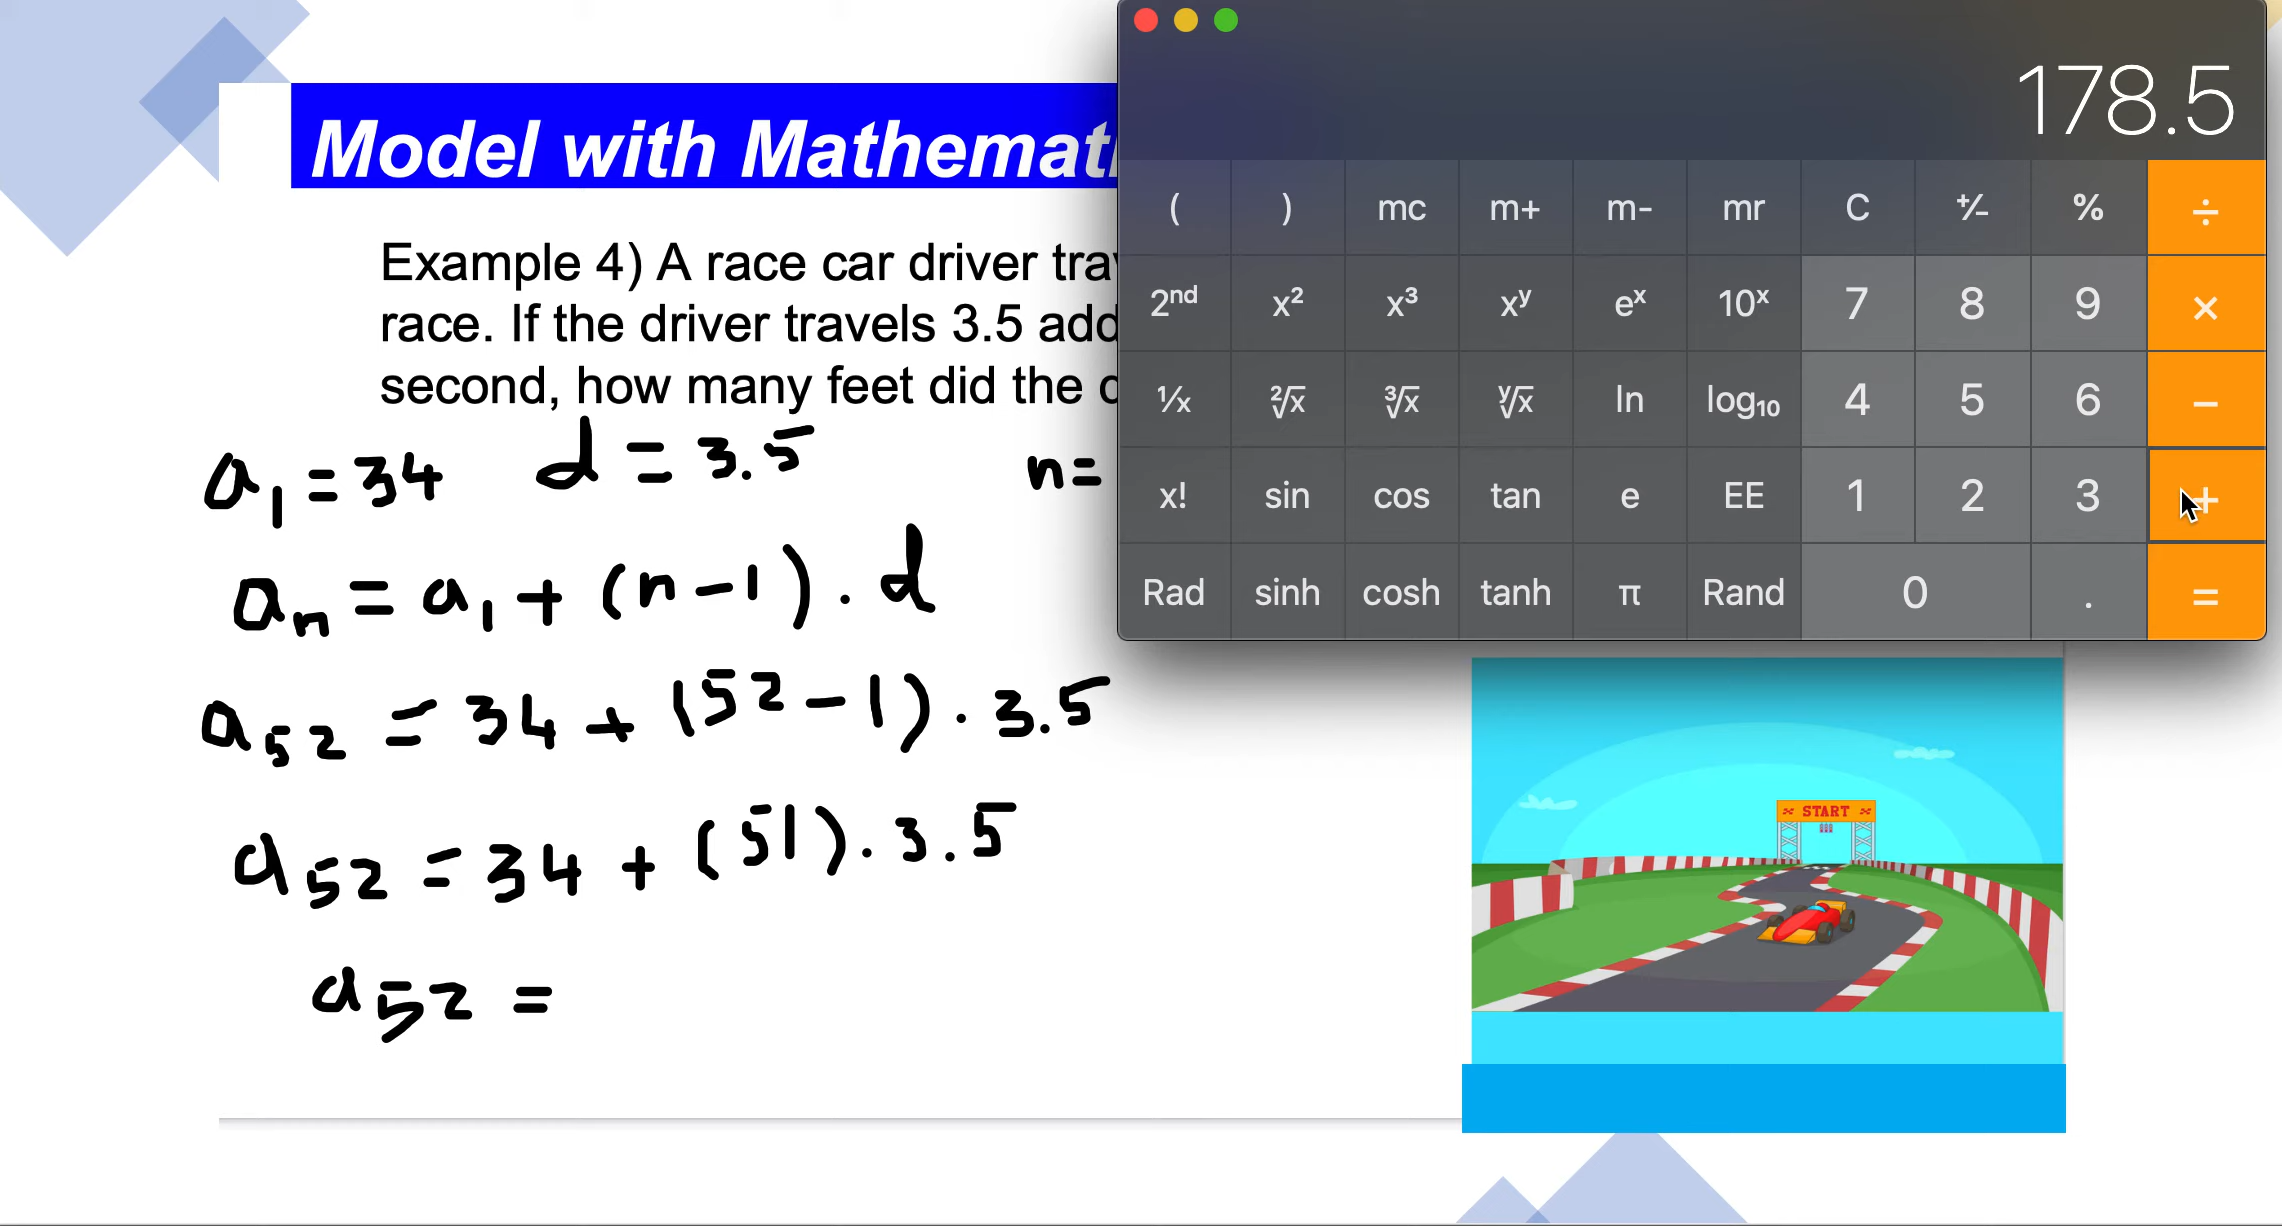 Model with
178.5
( ) mc m+ m- mr C +⁄- % ÷
Example 4) A race car driver
2ⁿᵈ x² x³ xʸ eˣ 10ˣ 7 8 9 ×
race. If the driver travels 3.5
second, how many feet did the
¹⁄x ²√x ³√x ʸ√x ln log₁₀ 4 5 6 −
a₁ = 34 d = 3.5 n=
x! sin cos tan e EE 1 2 3 +
aₙ = a₁ + (n - 1) · d
Rad sinh cosh tanh π Rand 0 . =
a₅₂ = 34 + (52 - 1) · 3.5
START
a₅₂ = 34 + (51) · 3.5
a₅₂ =